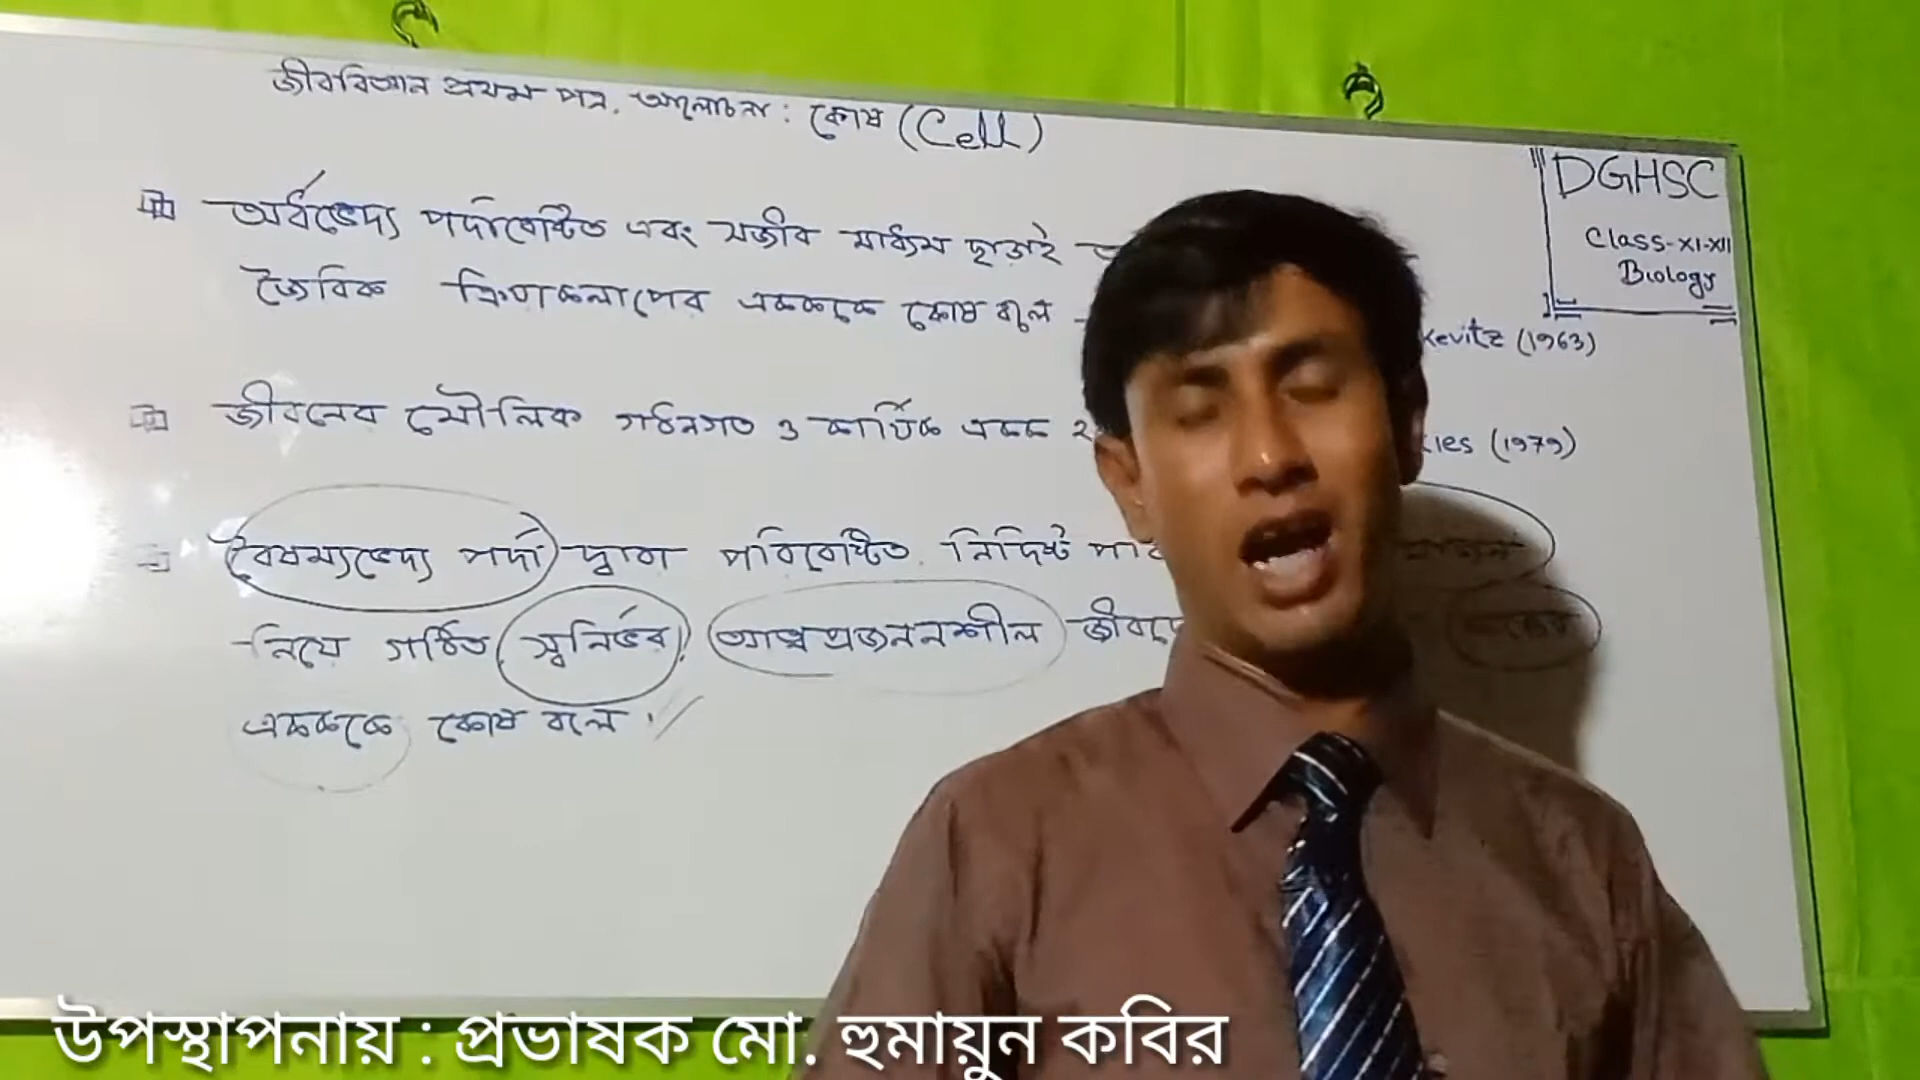 জীববিজ্ঞান প্রথম পত্র. আলোচনা : কোষ (Cell)
DGHSC
Class-XI-XII
Biology
অর্ধভেদ্য পর্দাবেষ্টিত এবং সজীব মাধ্যম ছাড়াই
জৈবিক ক্রিয়াকলাপের একককে কোষ বলে - kevitz (1963)
জীবনের মৌলিক গঠনগত ও কার্যিক একক kies (1979)
বৈষম্যভেদ্য পর্দা দ্বারা পরিবেষ্টিত নির্দিষ্ট
নিয়ে গঠিত স্বনির্ভর, আত্মপ্রজননশীল
একককে কোষ বলে ।
উপস্থাপনায় : প্রভাষক মো. হুমায়ুন কবির